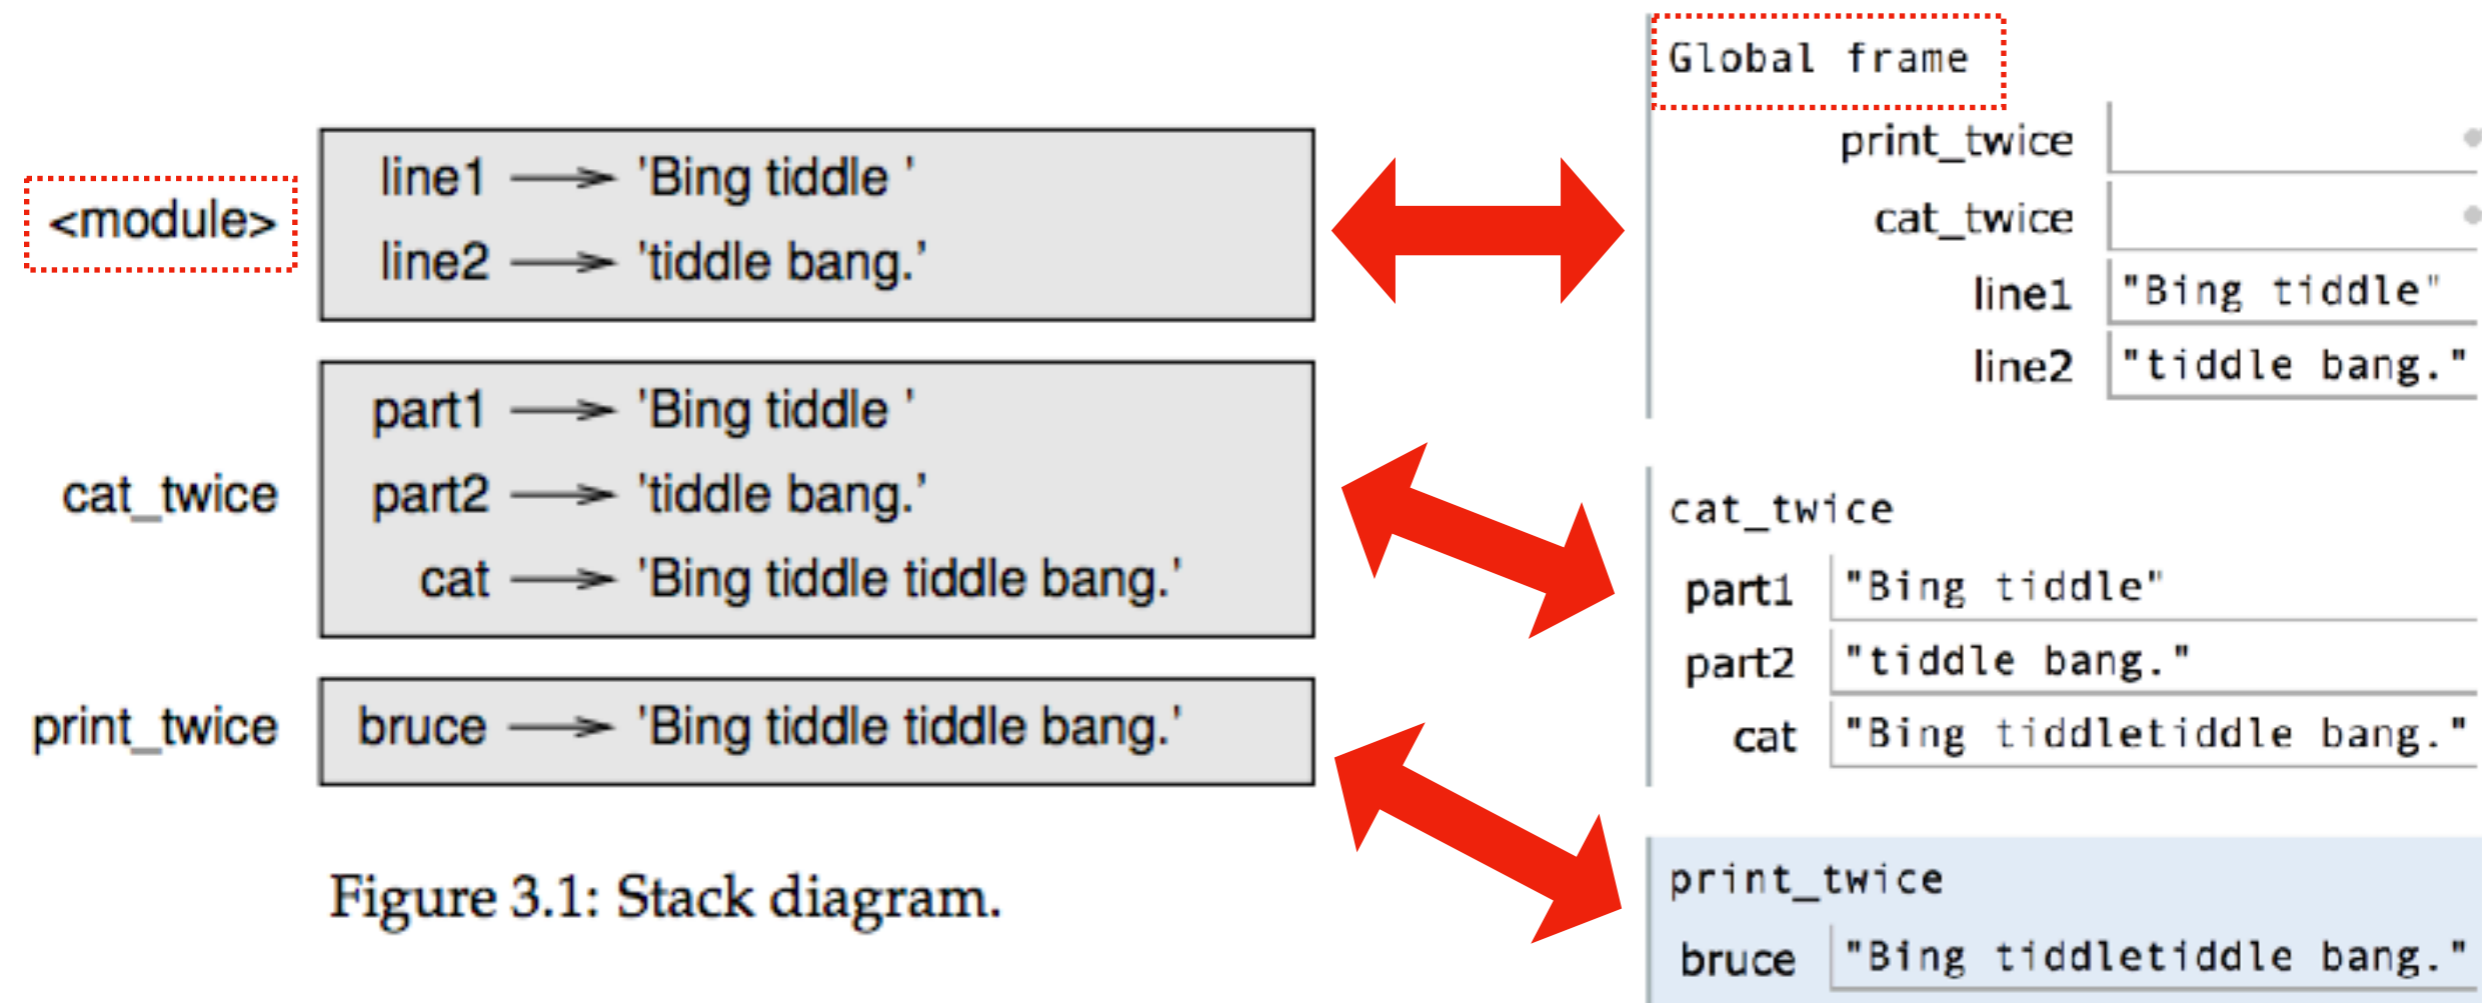 <module>
line1 'Bing tiddle '
line2 'tiddle bang.'
cat_twice
part1 'Bing tiddle '
part2 'tiddle bang.'
cat 'Bing tiddle tiddle bang.'
print_twice
bruce 'Bing tiddle tiddle bang.'
Figure 3.1: Stack diagram.
Global frame
print_twice
cat_twice
line1 "Bing tiddle"
line2 "tiddle bang."
cat_twice
part1 "Bing tiddle"
part2 "tiddle bang."
cat "Bing tiddletiddle bang."
print_twice
bruce "Bing tiddletiddle bang."